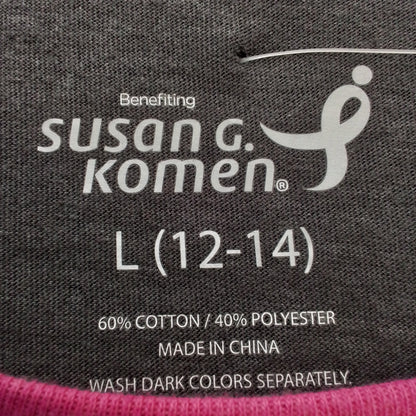 Benefiting
susan G.
Komen®
L (12-14)
60% COTTON / 40% POLYESTER
MADE IN CHINA
WASH DARK COLORS SEPARATELY.